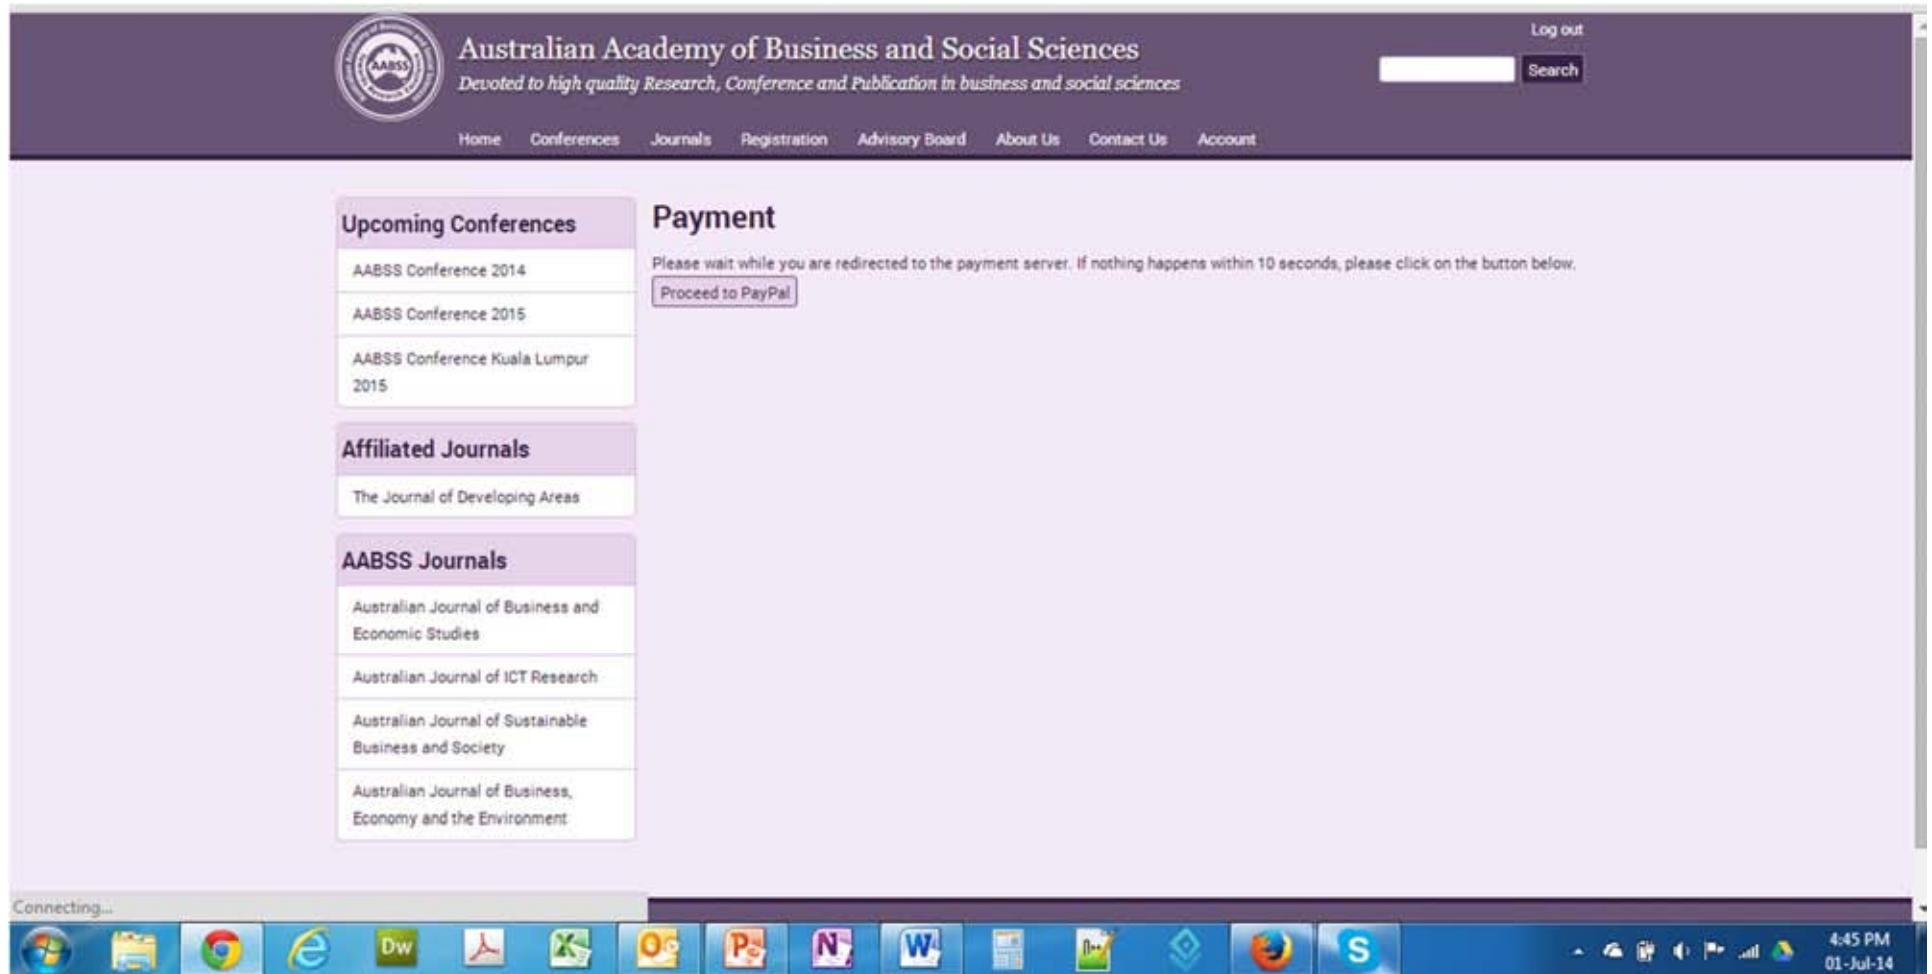 Australian Academy of Business and Social Sciences
Devoted to high quality Research, Conference and Publication in business and social sciences
Log out
Search
AABSS
Home Conferences Journals Registration Advisory Board About Us Contact Us Account
Upcoming Conferences
AABSS Conference 2014
AABSS Conference 2015
AABSS Conference Kuala Lumpur
2015
Affiliated Journals
The Journal of Developing Areas
AABSS Journals
Australian Journal of Business and
Economic Studies
Australian Journal of ICT Research
Australian Journal of Sustainable
Business and Society
Australian Journal of Business,
Economy and the Environment
Payment
Please wait while you are redirected to the payment server. If nothing happens within 10 seconds, please click on the button below.
Proceed to PayPal
Connecting...
Dw
4:45 PM
01-Jul-14